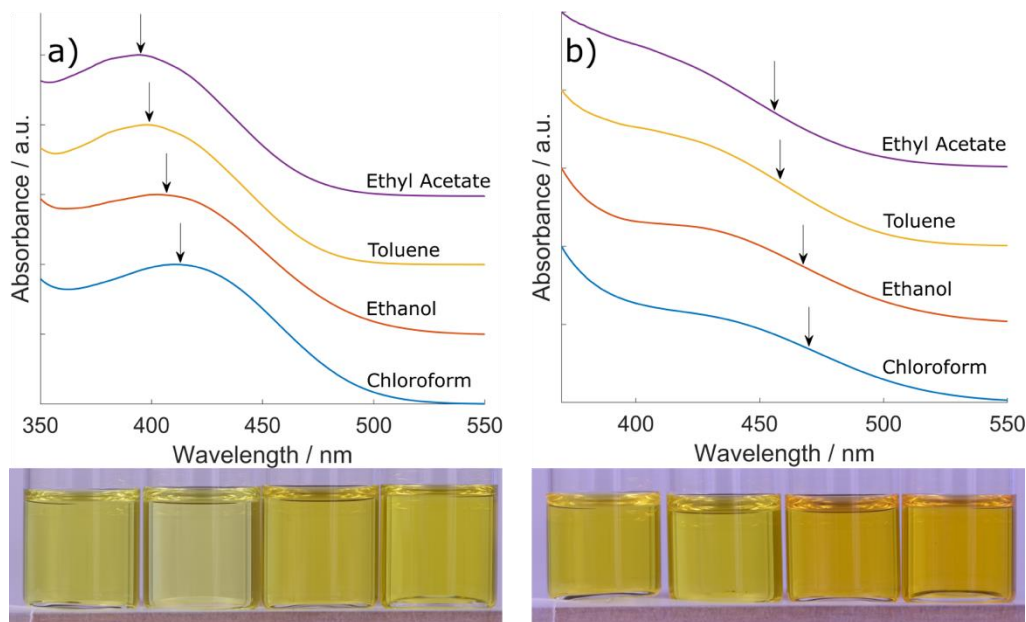 a)
Absorbance / a.u.
Ethyl Acetate
Toluene
Ethanol
Chloroform
350 400 450 500 550
Wavelength / nm
b)
Absorbance / a.u.
Ethyl Acetate
Toluene
Ethanol
Chloroform
400 450 500 550
Wavelength / nm